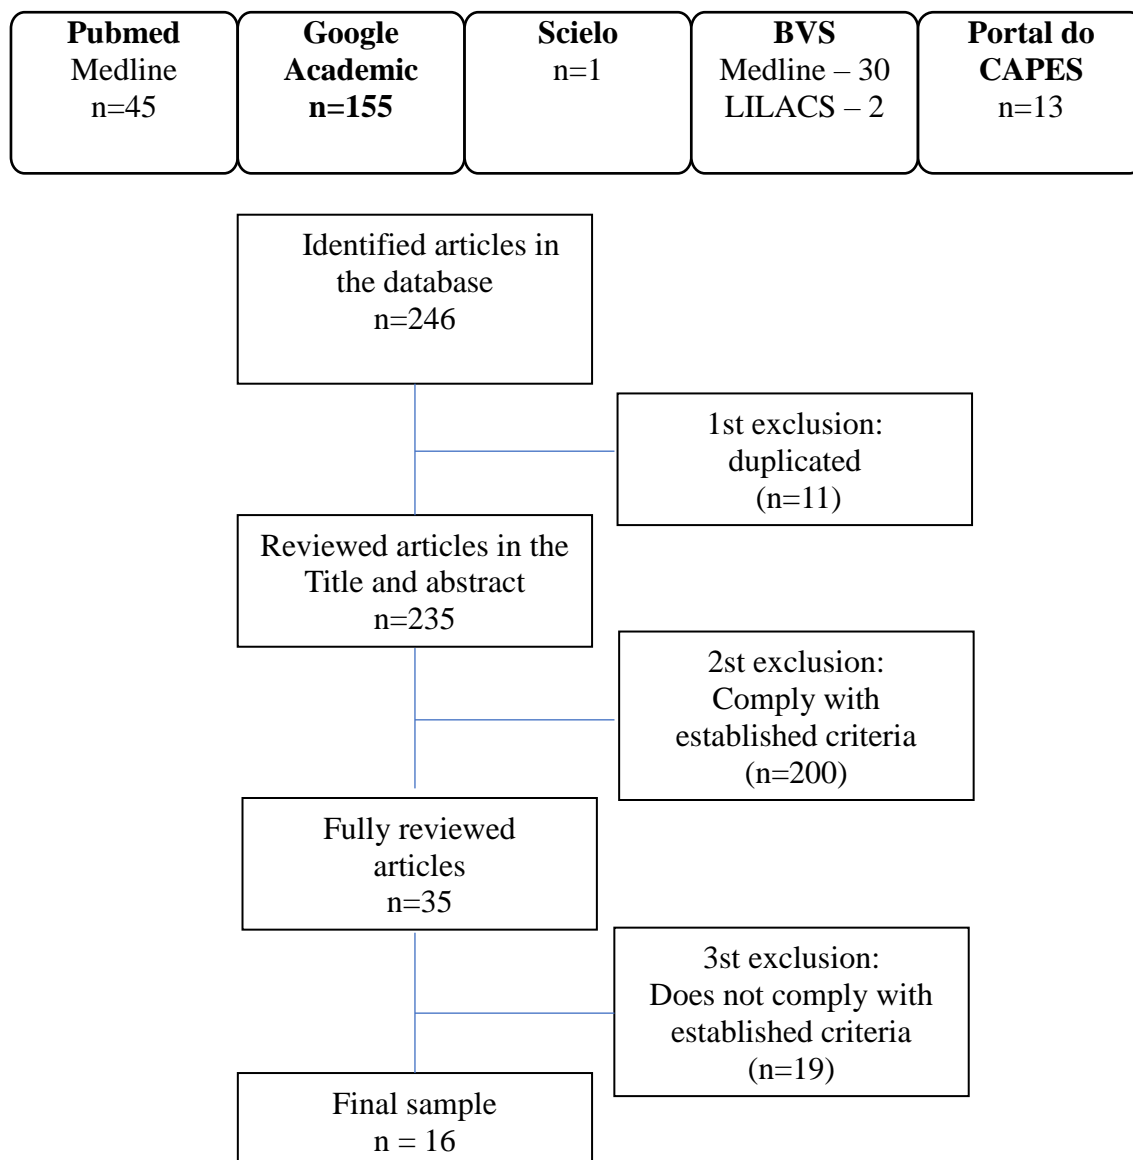 Pubmed
Medline
n=45
Google
Academic
n=155
Scielo
n=1
BVS
Medline – 30
LILACS – 2
Portal do
CAPES
n=13
Identified articles in
the database
n=246
1st exclusion:
duplicated
(n=11)
Reviewed articles in the
Title and abstract
n=235
2st exclusion:
Comply with
established criteria
(n=200)
Fully reviewed
articles
n=35
3st exclusion:
Does not comply with
established criteria
(n=19)
Final sample
n = 16